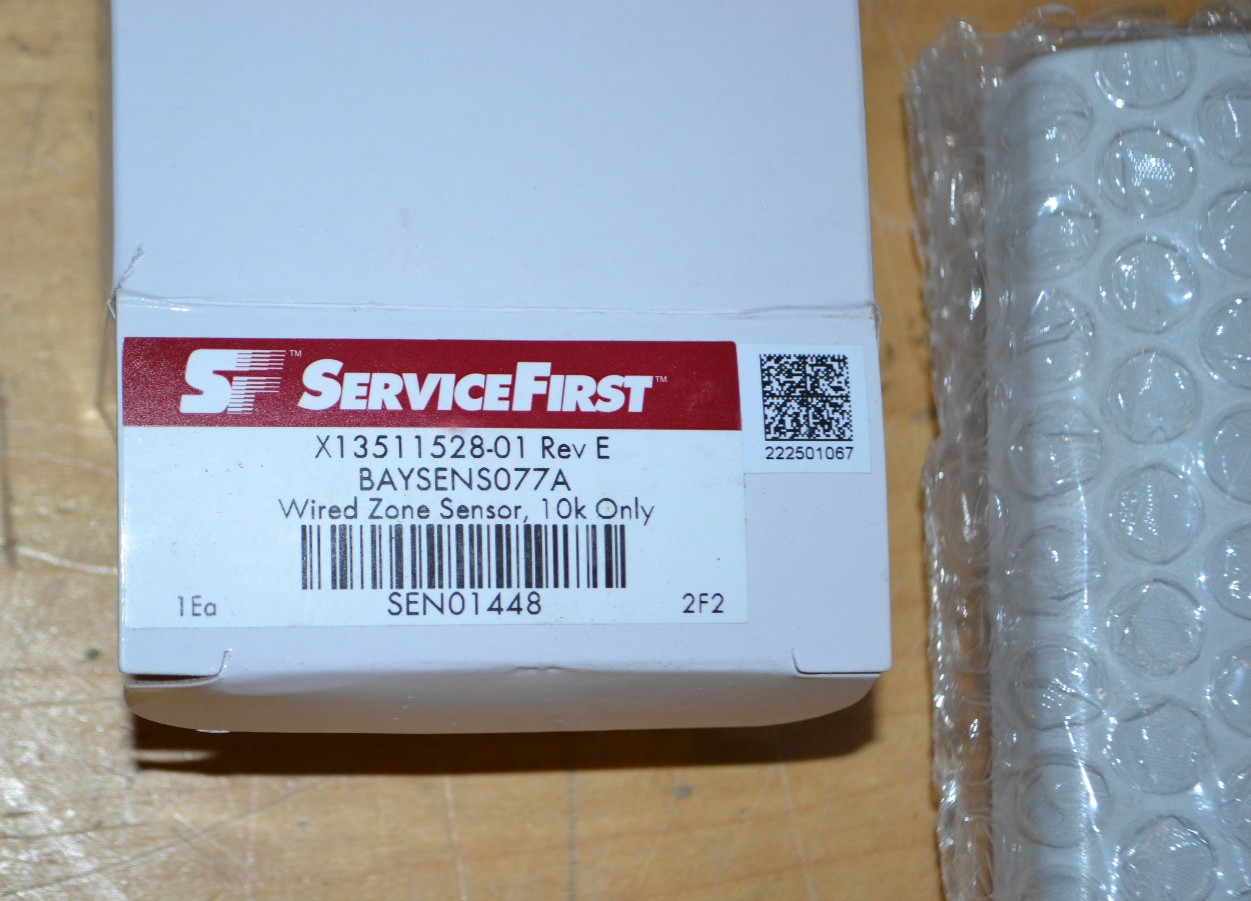 SF™ SERVICEFIRST™
X13511528-01 Rev E
BAYSENS077A
Wired Zone Sensor, 10k Only
SEN01448
1Ea
2F2
222501067